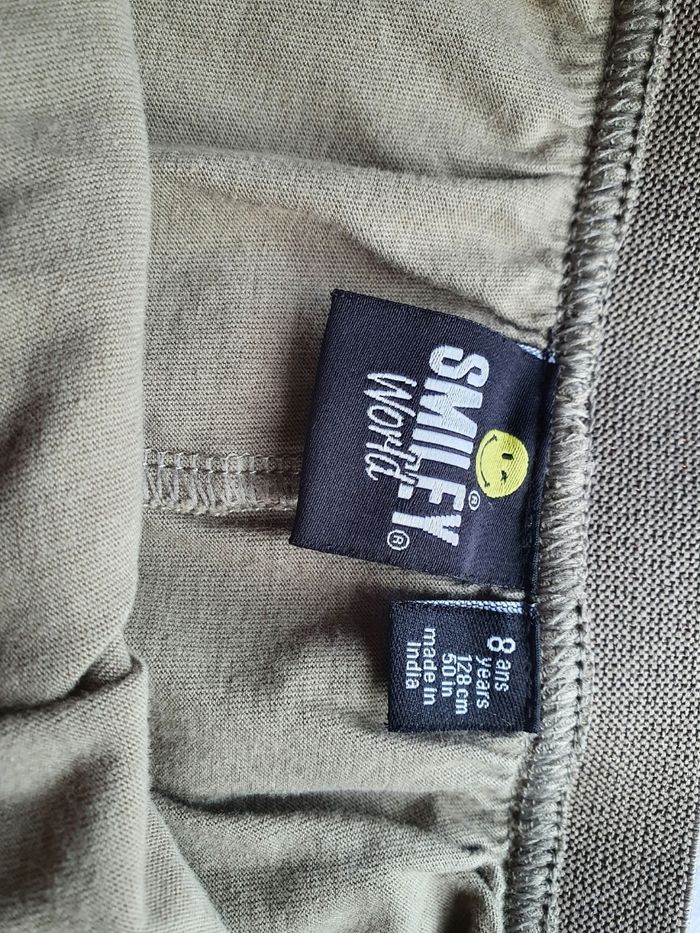 SMILEY®
World®
8 ans
years
128 cm
50 in
made in
India